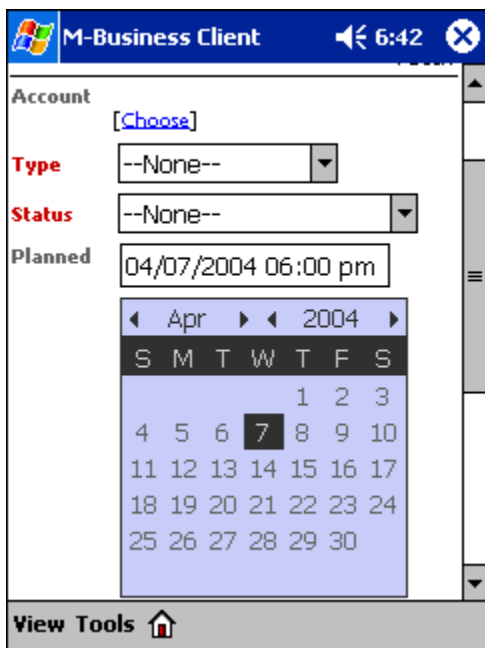 M-Business Client 6:42
Account
[Choose]
Type --None--
Status --None--
Planned 04/07/2004 06:00 pm
Apr 2004
S M T W T F S
1 2 3
4 5 6 7 8 9 10
11 12 13 14 15 16 17
18 19 20 21 22 23 24
25 26 27 28 29 30
View Tools